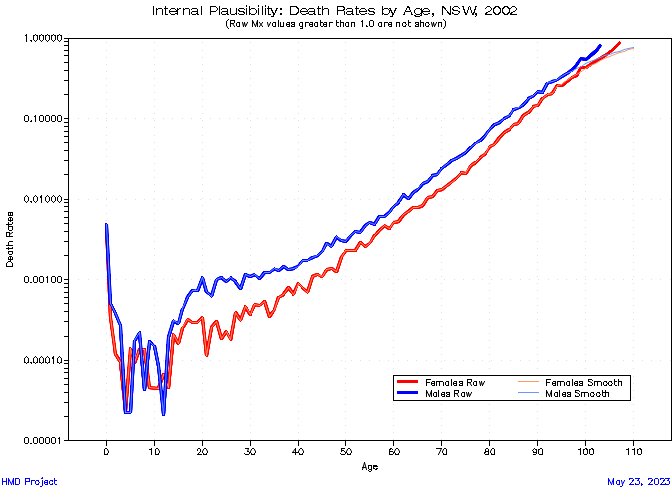 Internal Plausibility: Death Rates by Age, NSW, 2002
(Raw Mx values greater than 1.0 are not shown)
1.00000
0.10000
0.01000
0.00100
0.00010
0.00001
Death Rates
Females Raw
Females Smooth
Males Raw
Males Smooth
0 10 20 30 40 50 60 70 80 90 100 110
Age
HMD Project
May 23, 2023